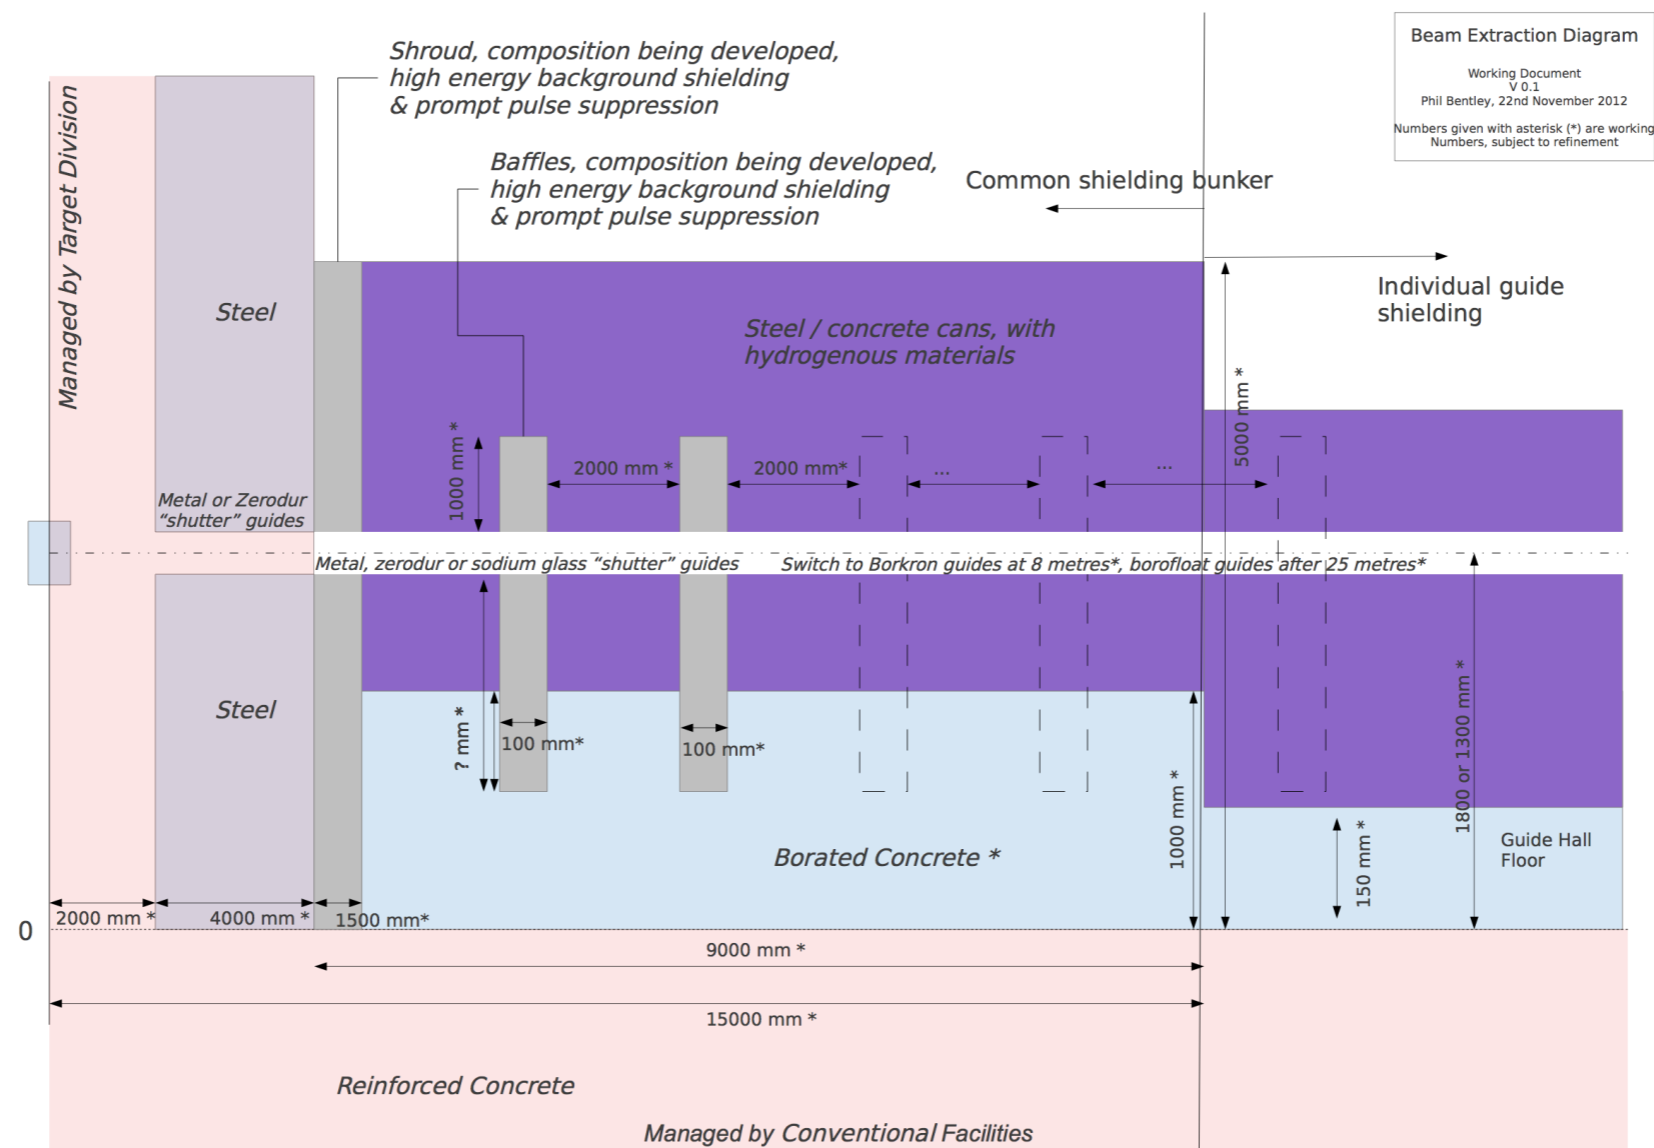 Beam Extraction Diagram
Working Document
V 0.1
Phil Bentley, 22nd November 2012
Numbers given with asterisk (*) are working
Numbers, subject to refinement
Shroud, composition being developed,
high energy background shielding
& prompt pulse suppression
Baffles, composition being developed,
high energy background shielding
& prompt pulse suppression
Common shielding bunker
Individual guide
shielding
Managed by Target Division
Steel
Steel / concrete cans, with
hydrogenous materials
5000 mm *
1000 mm *
2000 mm *
2000 mm*
...
...
Metal or Zerodur
“shutter” guides
Metal, zerodur or sodium glass “shutter” guides
Switch to Borkron guides at 8 metres*, borofloat guides after 25 metres*
Steel
? mm *
100 mm*
100 mm*
1000 mm *
1800 or 1300 mm *
150 mm *
Borated Concrete *
Guide Hall
Floor
0
2000 mm *
4000 mm *
1500 mm*
9000 mm *
15000 mm *
Reinforced Concrete
Managed by Conventional Facilities